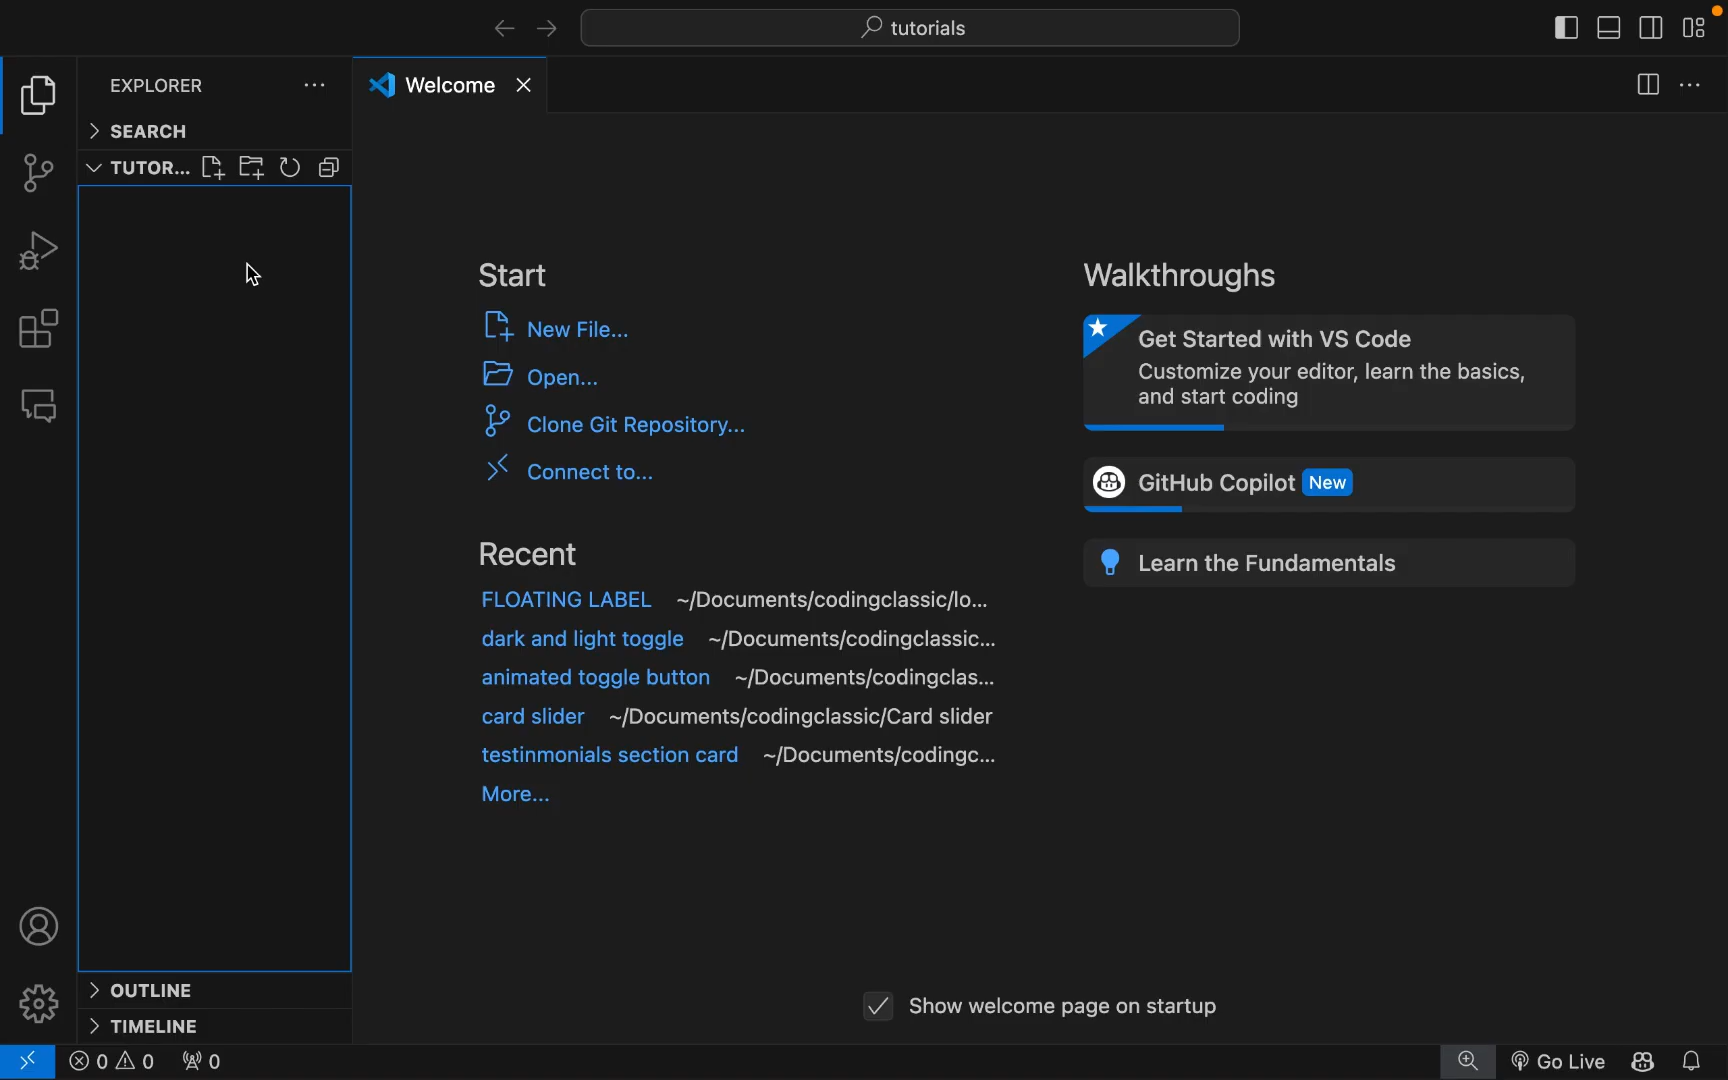 tutorials
EXPLORER
Welcome
SEARCH
TUTOR...
Start
New File...
Open...
Clone Git Repository...
Connect to...
Recent
FLOATING LABEL ~/Documents/codingclassic/lo...
dark and light toggle ~/Documents/codingclassic...
animated toggle button ~/Documents/codingclas...
card slider ~/Documents/codingclassic/Card slider
testinmonials section card ~/Documents/codingc...
More...
Walkthroughs
Get Started with VS Code
Customize your editor, learn the basics,
and start coding
GitHub Copilot New
Learn the Fundamentals
Show welcome page on startup
OUTLINE
TIMELINE
0 0 0
Go Live